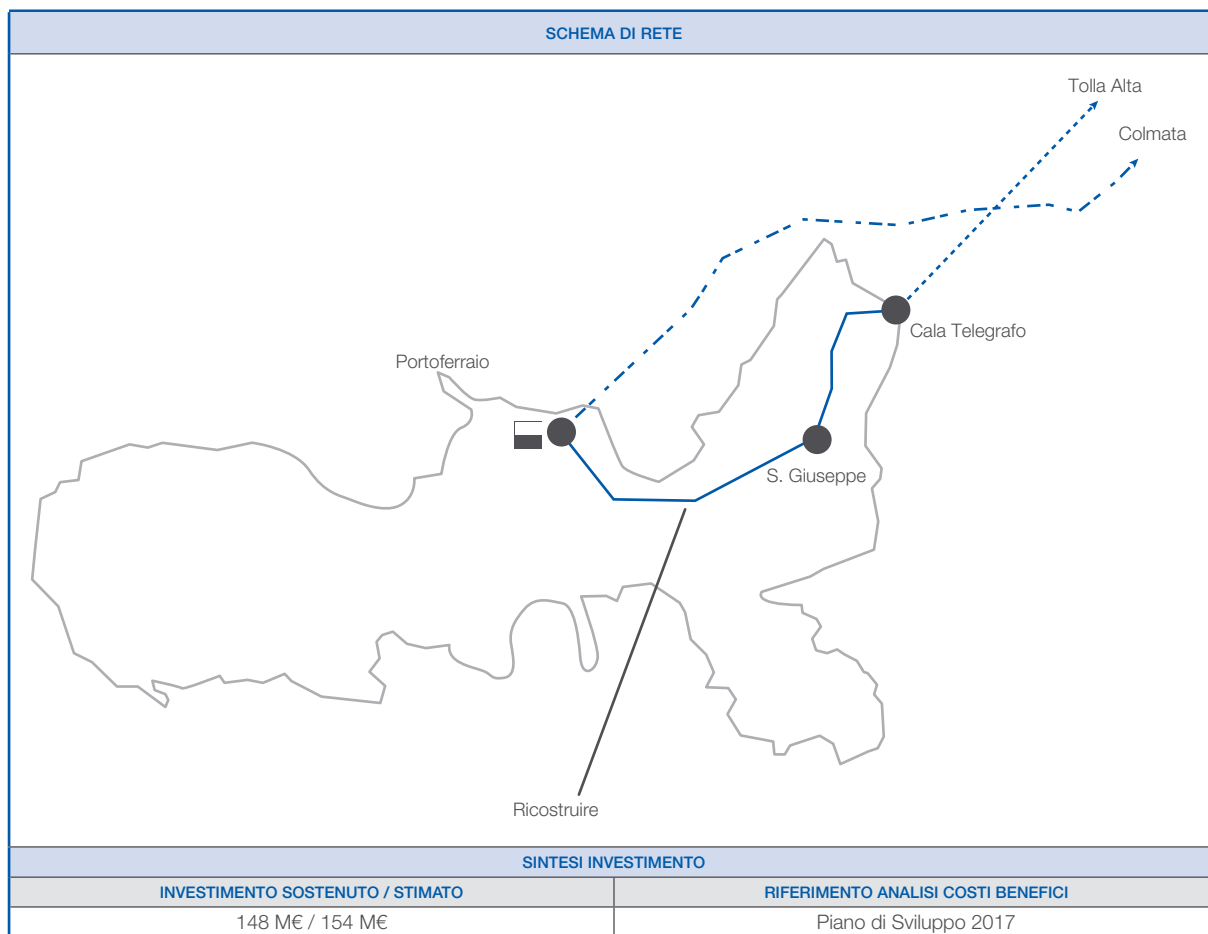 SCHEMA DI RETE
Tolla Alta
Colmata
Cala Telegrafo
Portoferraio
S. Giuseppe
Ricostruire
SINTESI INVESTIMENTO
INVESTIMENTO SOSTENUTO / STIMATO
RIFERIMENTO ANALISI COSTI BENEFICI
148 M€ / 154 M€
Piano di Sviluppo 2017